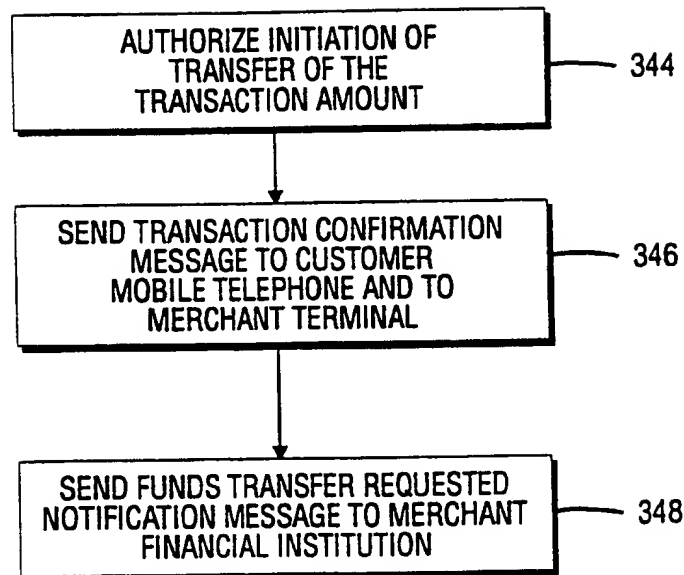 AUTHORIZE INITIATION OF
TRANSFER OF THE
TRANSACTION AMOUNT
344
SEND TRANSACTION CONFIRMATION
MESSAGE TO CUSTOMER
MOBILE TELEPHONE AND TO
MERCHANT TERMINAL
346
SEND FUNDS TRANSFER REQUESTED
NOTIFICATION MESSAGE TO MERCHANT
FINANCIAL INSTITUTION
348